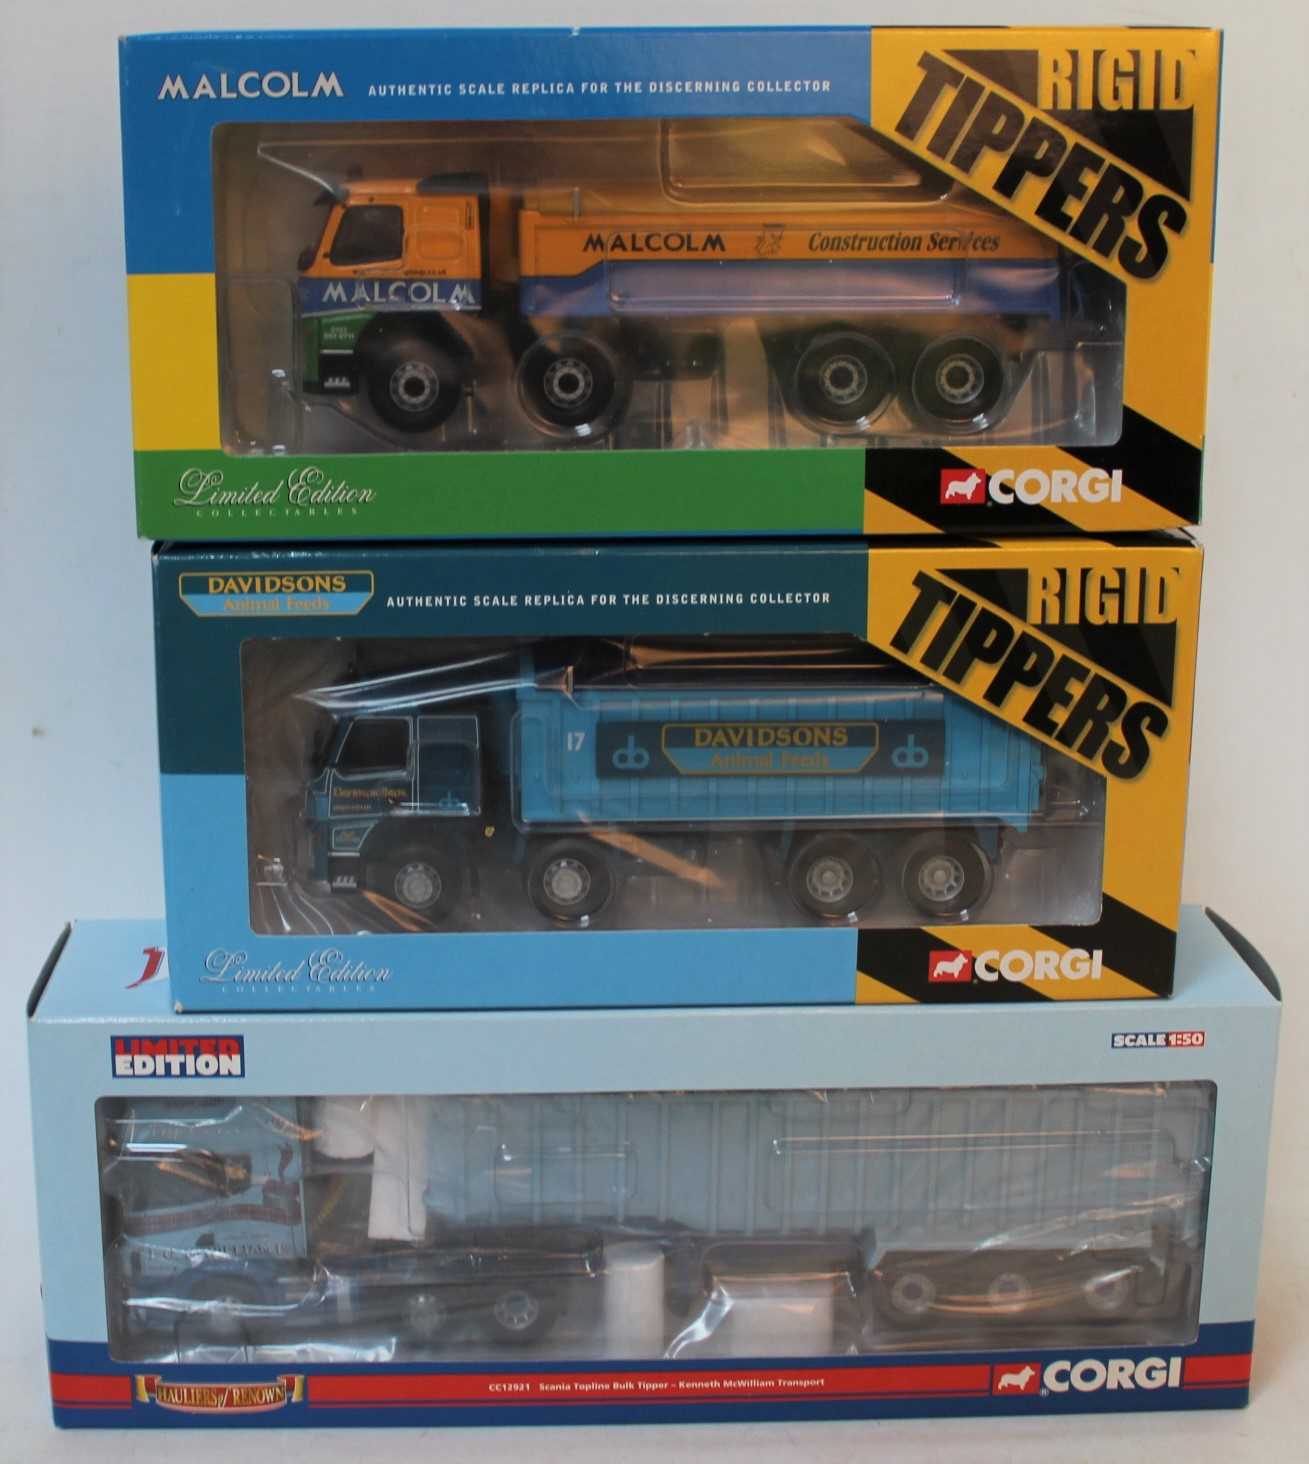 MALCOLM
AUTHENTIC SCALE REPLICA FOR THE DISCERNING COLLECTOR
RIGID
TIPPERS
MALCOLM
Construction Services
MALCOLM
Limited Edition
COLLECTABLES
CORGI
DAVIDSONS
Animal Feeds
AUTHENTIC SCALE REPLICA FOR THE DISCERNING COLLECTOR
RIGID
TIPPERS
17
db
DAVIDSONS
Animal Feeds
db
Limited Edition
COLLECTABLES
CORGI
LIMITED
EDITION
SCALE 1:50
HAULIERS of RENOWN
CC12921 Scania Topline Bulk Tipper - Kenneth McWilliam Transport
CORGI